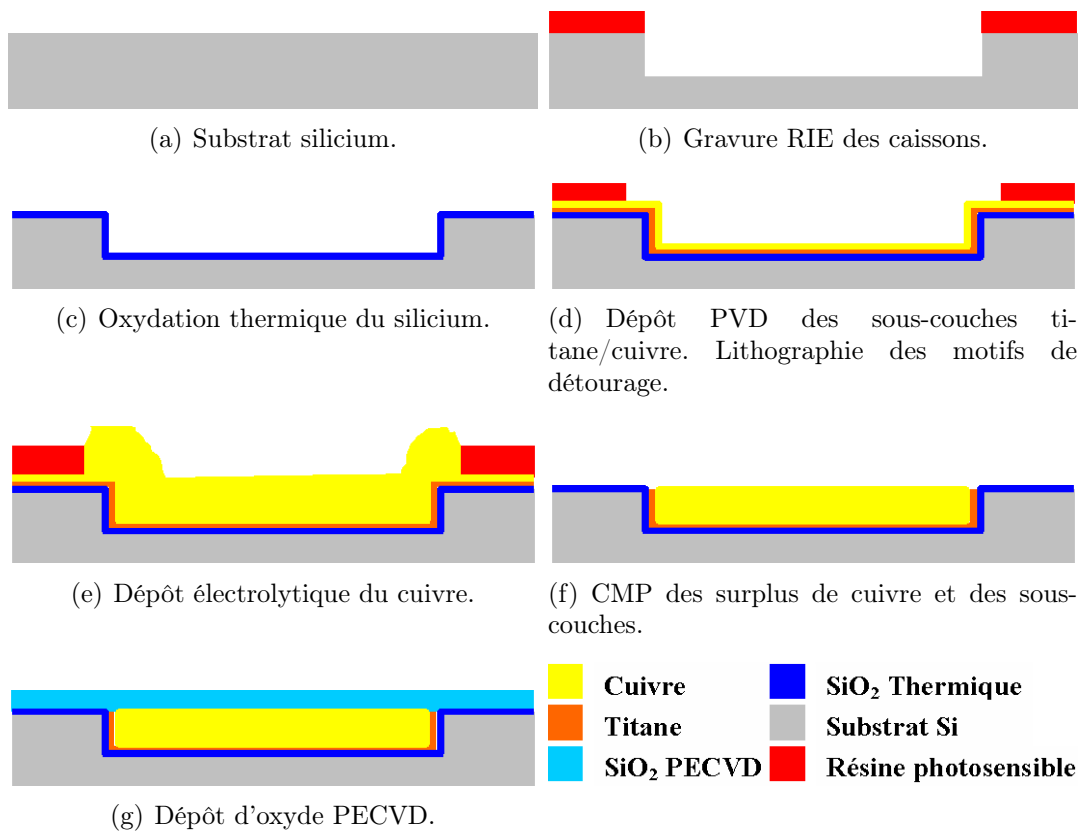 (a) Substrat silicium.
(b) Gravure RIE des caissons.
(c) Oxydation thermique du silicium.
(d) Dépôt PVD des sous-couches ti-
tane/cuivre. Lithographie des motifs de
détourage.
(e) Dépôt électrolytique du cuivre.
(f) CMP des surplus de cuivre et des sous-
couches.
Cuivre
SiO₂ Thermique
Titane
Substrat Si
SiO₂ PECVD
Résine photosensible
(g) Dépôt d'oxyde PECVD.